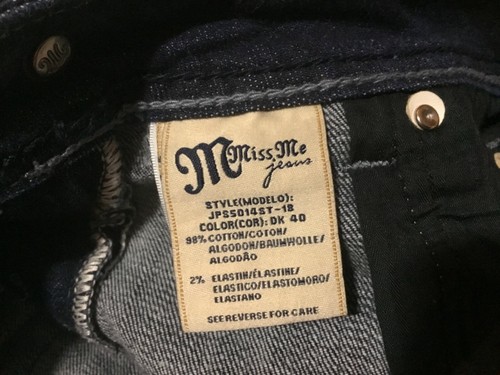 M Miss Me
jeans
STYLE(MODELO):
JPS5014ST-18
COLOR(COR): DK 40
98% COTTON/COTON/
ALGODON/BAUMWOLLE/
ALGODÃO
2% ELASTIN/ÉLASTINE/
ELASTICO/ELASTOMORO/
ELASTANO
SEE REVERSE FOR CARE
M